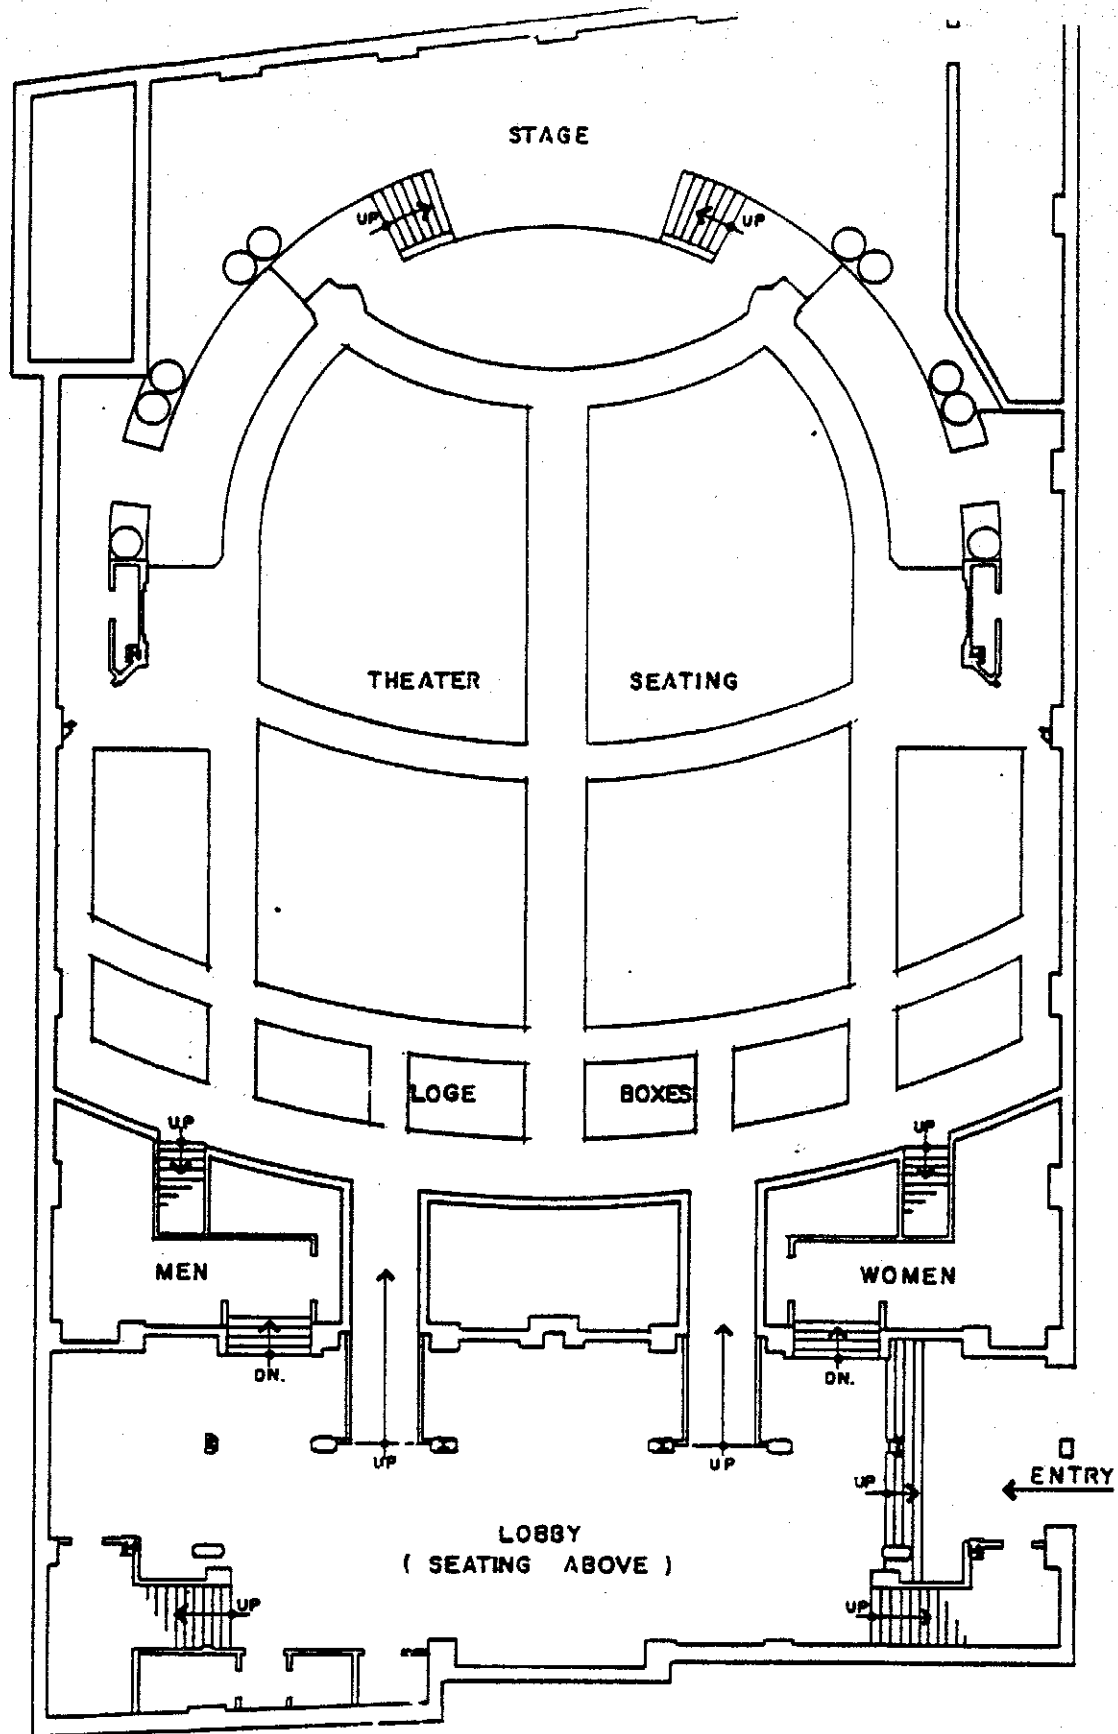 STAGE
UP
UP
THEATER SEATING
LOGE BOXES
UP
UP
MEN
WOMEN
DN.
DN.
UP
UP
ENTRY
UP
LOBBY
( SEATING ABOVE )
UP
UP